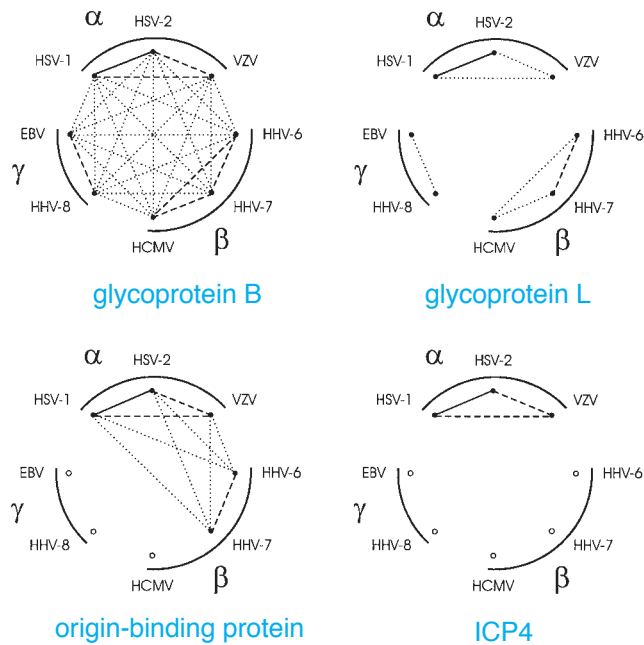 α
HSV-2
HSV-1
VZV
EBV
HHV-6
γ
HHV-8
HHV-7
HCMV
β
glycoprotein B
α
HSV-2
HSV-1
VZV
EBV
HHV-6
γ
HHV-8
HHV-7
HCMV
β
glycoprotein L
α
HSV-2
HSV-1
VZV
EBV
HHV-6
γ
HHV-8
HHV-7
HCMV
β
origin-binding protein
α
HSV-2
HSV-1
VZV
EBV
HHV-6
γ
HHV-8
HHV-7
HCMV
β
ICP4